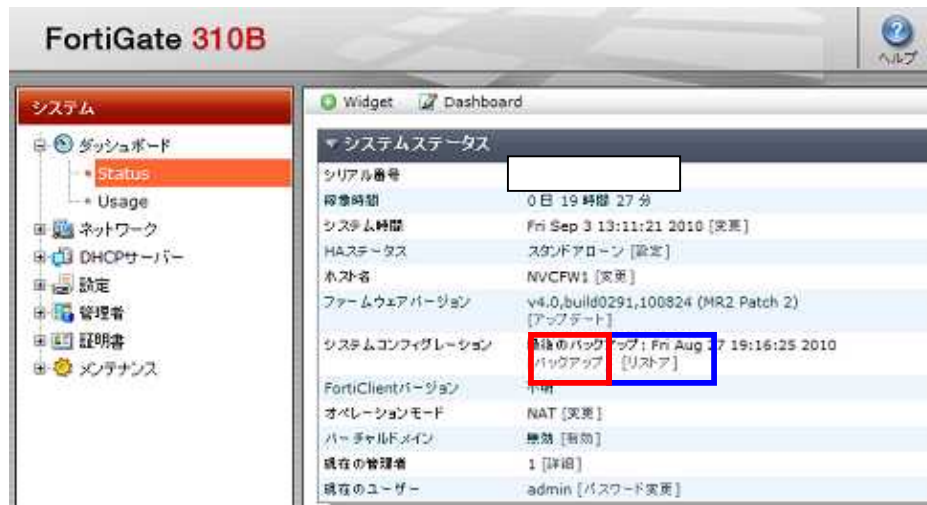 FortiGate 310B
ヘルプ
システム
Widget Dashboard
ダッシュボード
Status
Usage
ネットワーク
DHCPサーバー
設定
管理者
証明書
メンテナンス
システムステータス
シリアル番号
稼働時間 0 日 19 時間 27 分
システム時間 Fri Sep 3 13:11:21 2010 [変更]
HAステータス スタンドアローン [設定]
ホスト名 NVCFW1 [変更]
ファームウェアバージョン v4.0,build0291,100824 (MR2 Patch 2)
[アップデート]
システムコンフィグレーション 最後のバックアップ: Fri Aug 27 19:16:25 2010
バックアップ [リストア]
FortiClientバージョン 不明
オペレーションモード NAT [変更]
バーチャルドメイン 無効 [有効]
現在の管理者 1 [詳細]
現在のユーザー admin [パスワード変更]